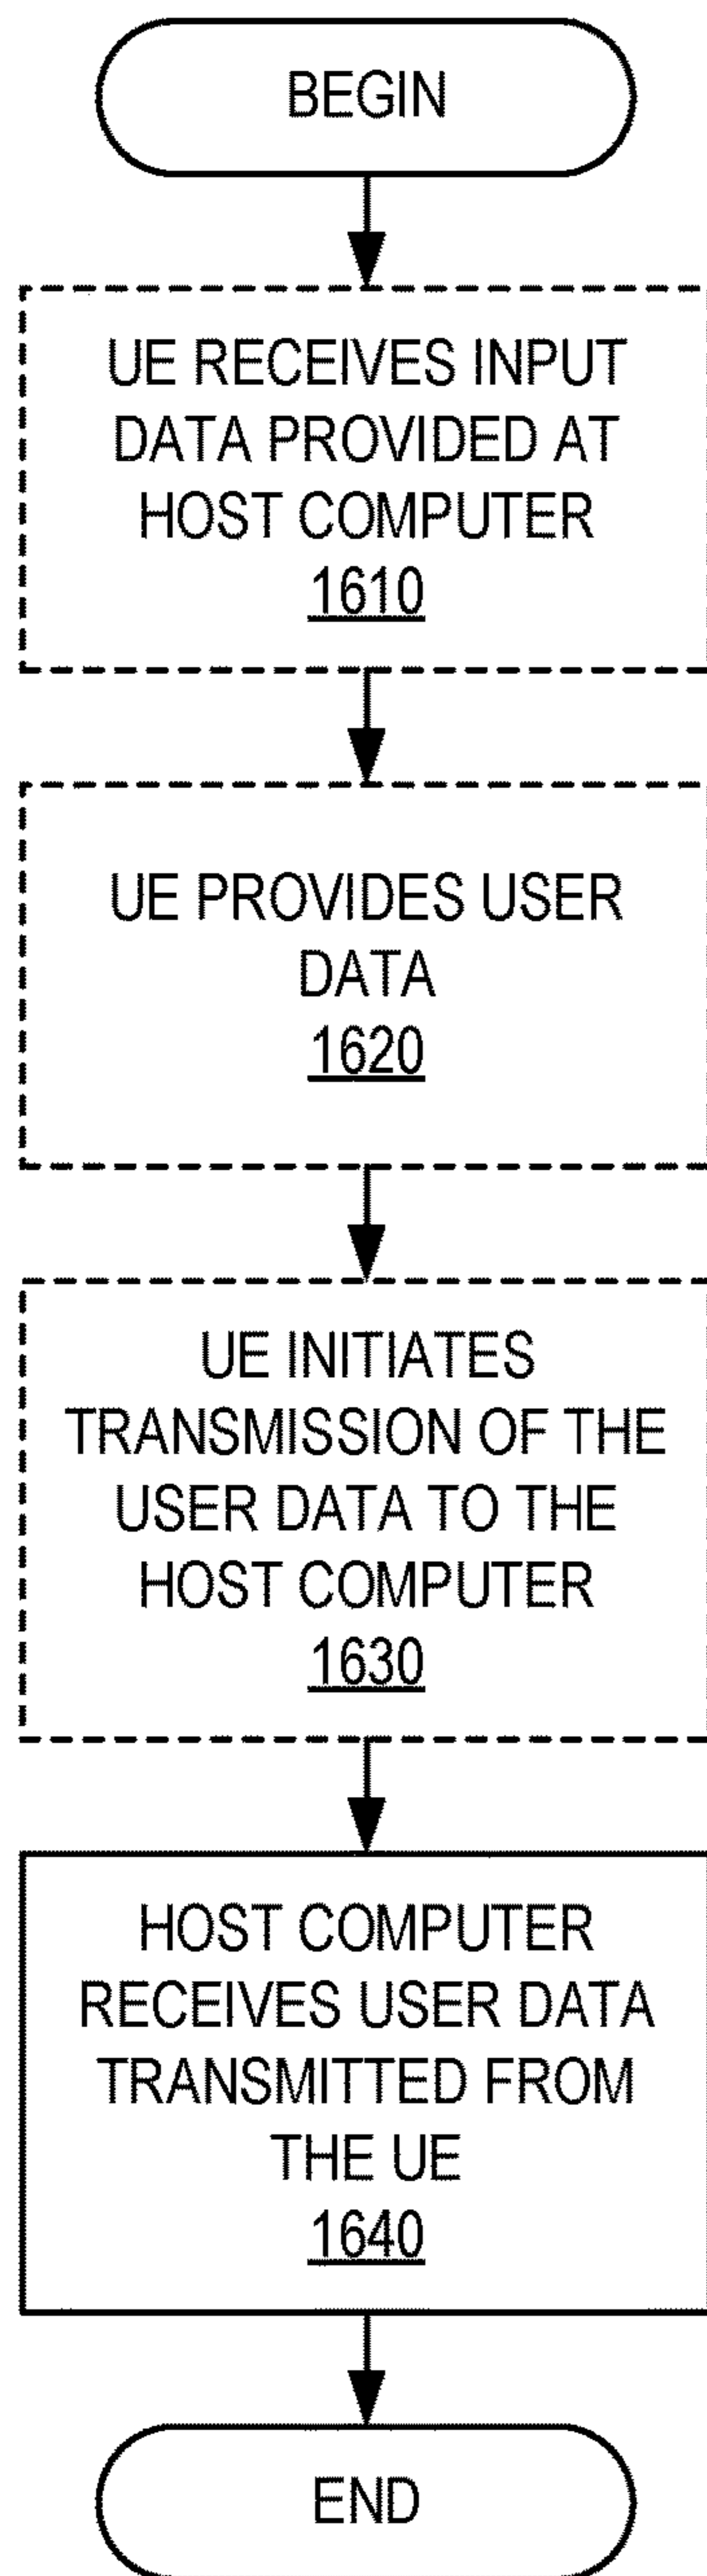 BEGIN
UE RECEIVES INPUT
DATA PROVIDED AT
HOST COMPUTER
1610
UE PROVIDES USER
DATA
1620
UE INITIATES
TRANSMISSION OF THE
USER DATA TO THE
HOST COMPUTER
1630
HOST COMPUTER
RECEIVES USER DATA
TRANSMITTED FROM
THE UE
1640
END